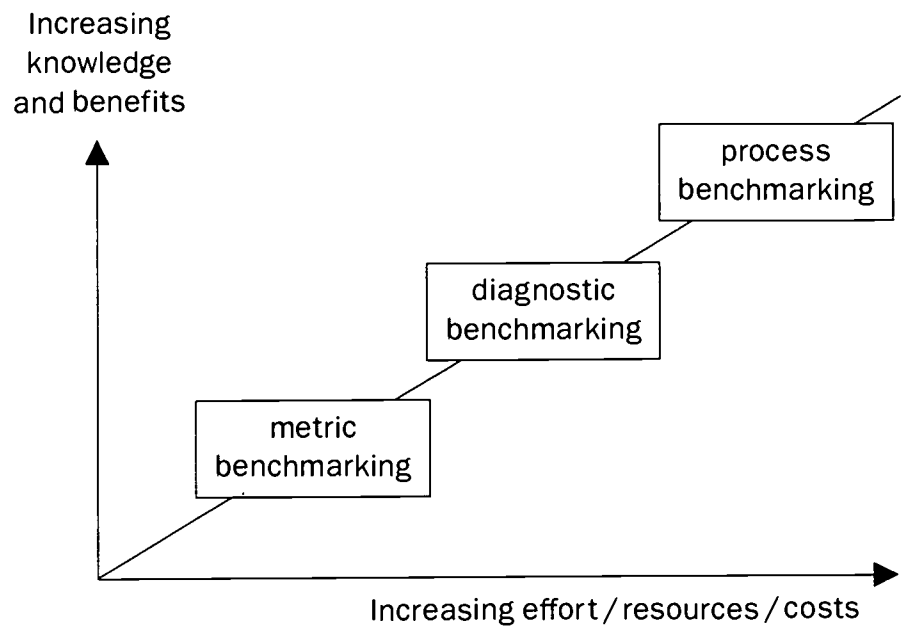 Increasing
knowledge
and benefits
process
benchmarking
diagnostic
benchmarking
metric
benchmarking
Increasing effort / resources / costs